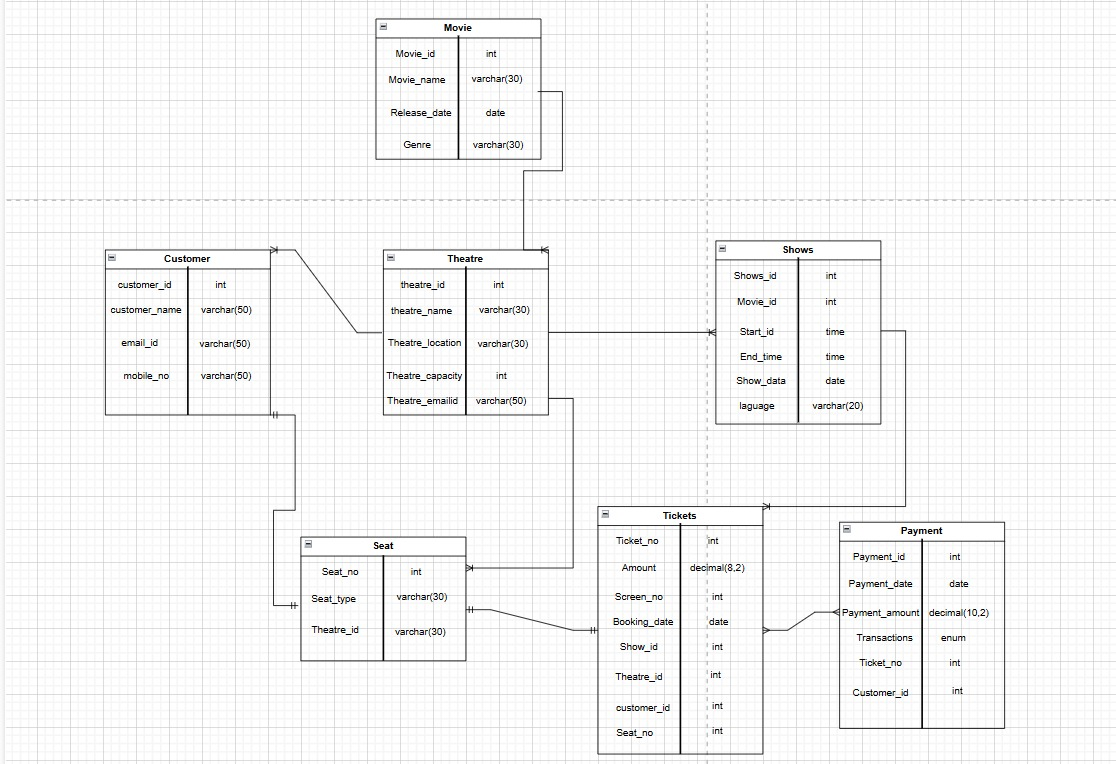 Movie
Movie_id int
Movie_name varchar(30)
Release_date date
Genre varchar(30)
Customer
customer_id int
customer_name varchar(50)
email_id varchar(50)
mobile_no varchar(50)
Theatre
theatre_id int
theatre_name varchar(30)
Theatre_location varchar(30)
Theatre_capacity int
Theatre_emailid varchar(50)
Shows
Shows_id int
Movie_id int
Start_id time
End_time time
Show_data date
laguage varchar(20)
Seat
Seat_no int
Seat_type varchar(30)
Theatre_id varchar(30)
Tickets
Ticket_no int
Amount decimal(8,2)
Screen_no int
Booking_date date
Show_id int
Theatre_id int
customer_id int
Seat_no int
Payment
Payment_id int
Payment_date date
Payment_amount decimal(10,2)
Transactions enum
Ticket_no int
Customer_id int